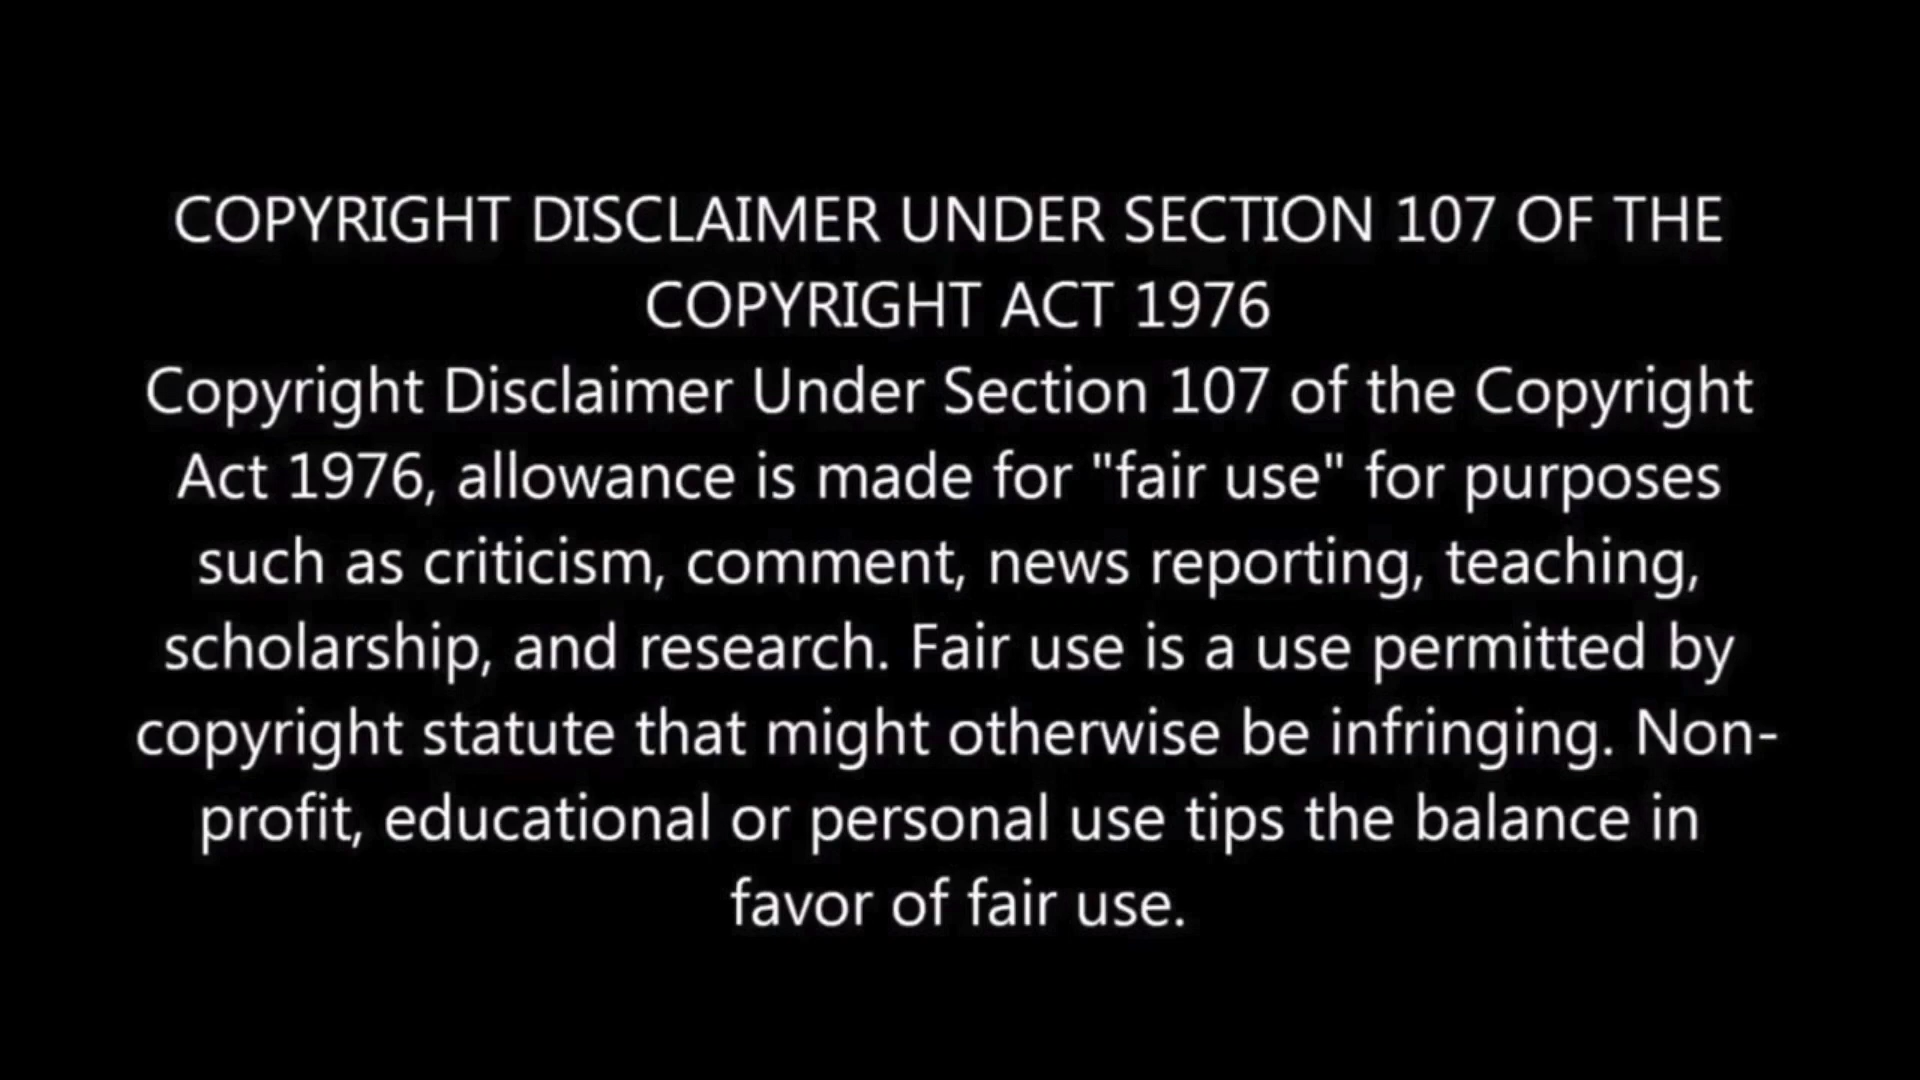 COPYRIGHT DISCLAIMER UNDER SECTION 107 OF THE
COPYRIGHT ACT 1976
Copyright Disclaimer Under Section 107 of the Copyright
Act 1976, allowance is made for "fair use" for purposes
such as criticism, comment, news reporting, teaching,
scholarship, and research. Fair use is a use permitted by
copyright statute that might otherwise be infringing. Non-
profit, educational or personal use tips the balance in
favor of fair use.